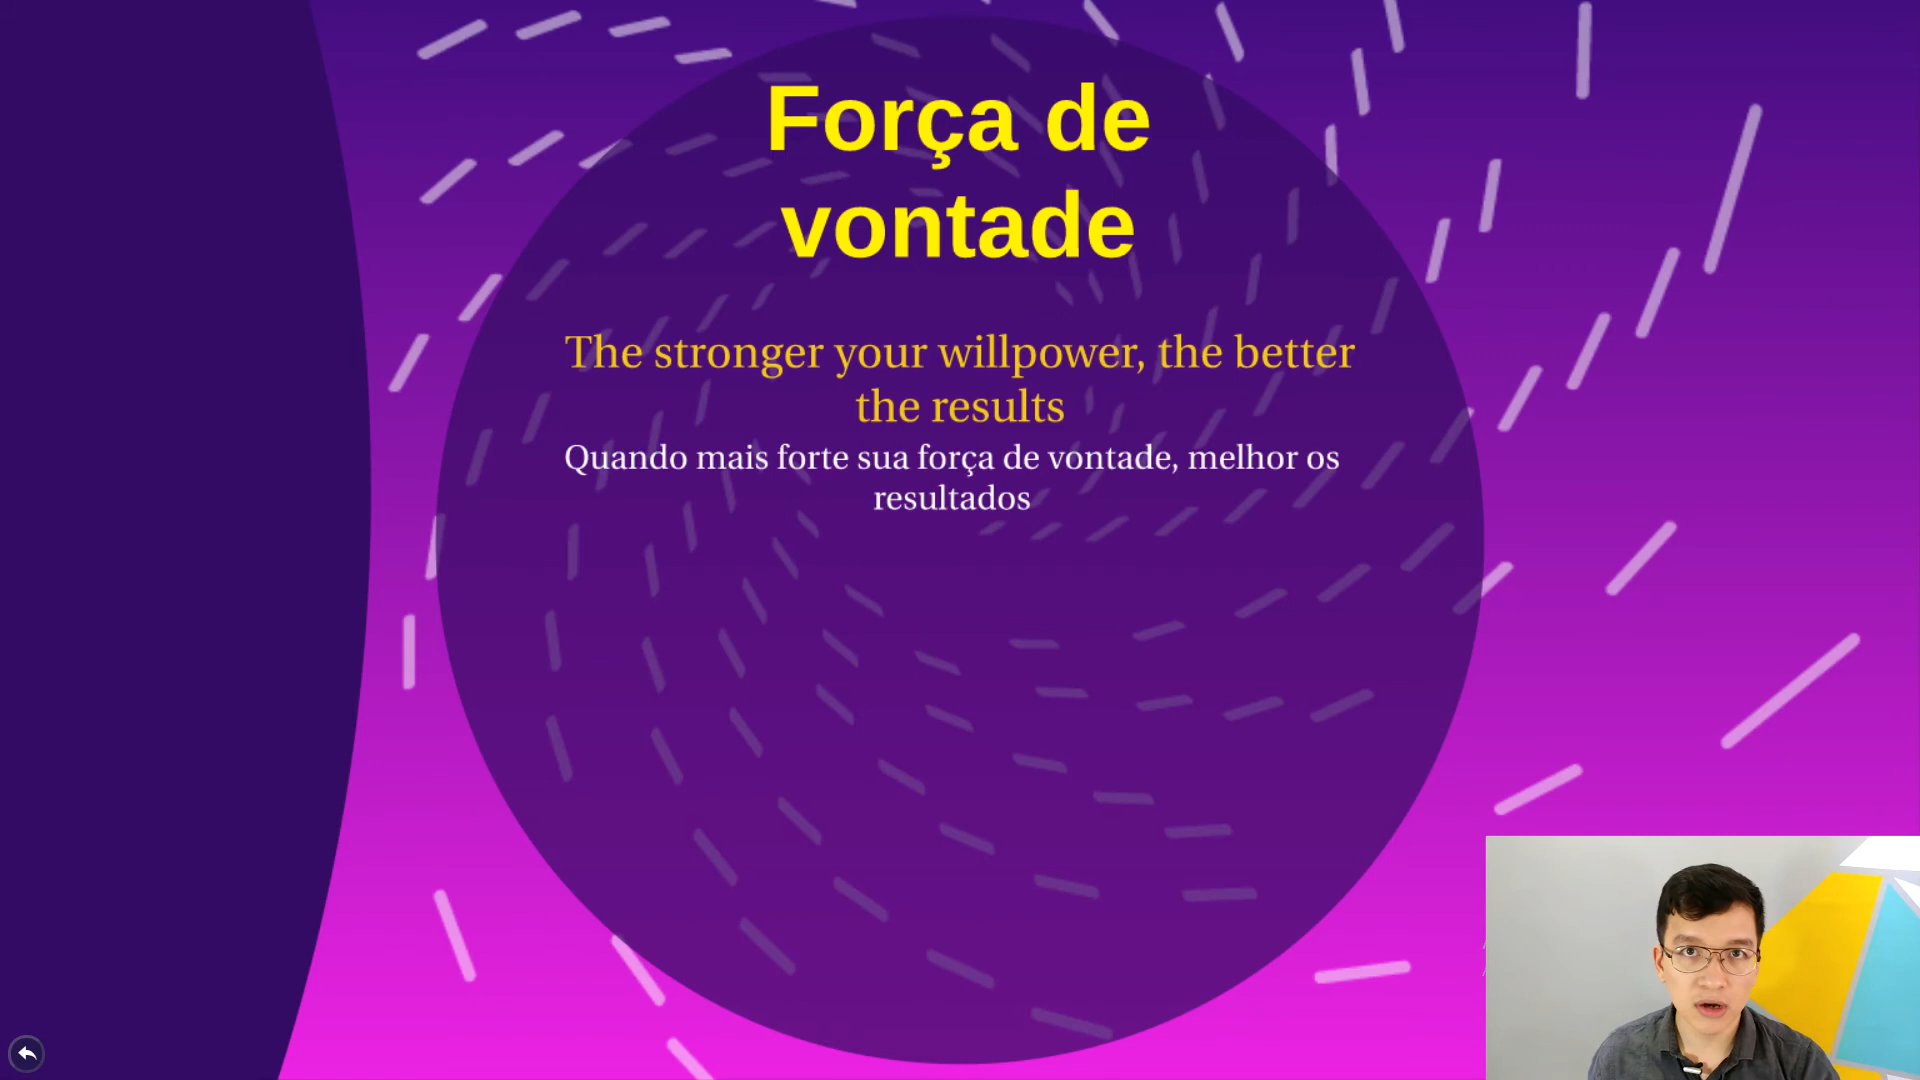 Força de
vontade
The stronger your willpower, the better
the results
Quando mais forte sua força de vontade, melhor os
resultados